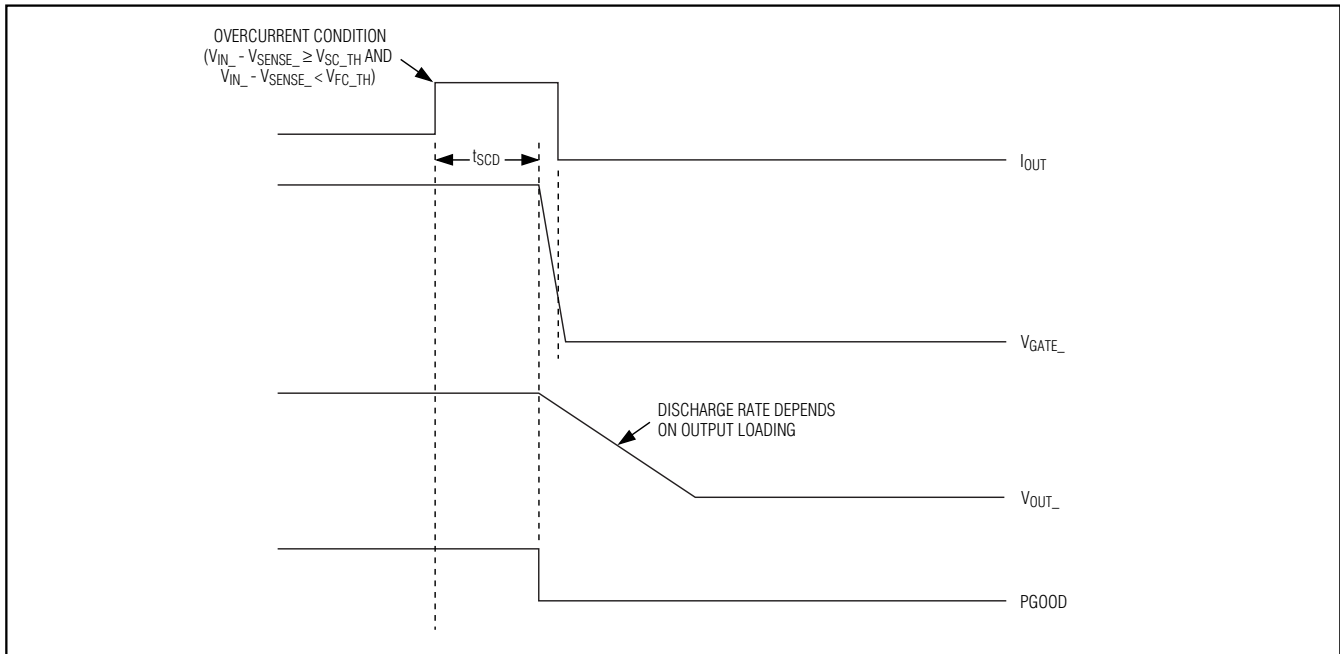 OVERCURRENT CONDITION
(VIN_ - VSENSE_ ≥ VSC_TH AND
VIN_ - VSENSE_ < VFC_TH)
tSCD
IOUT
VGATE_
DISCHARGE RATE DEPENDS
ON OUTPUT LOADING
VOUT_
PGOOD